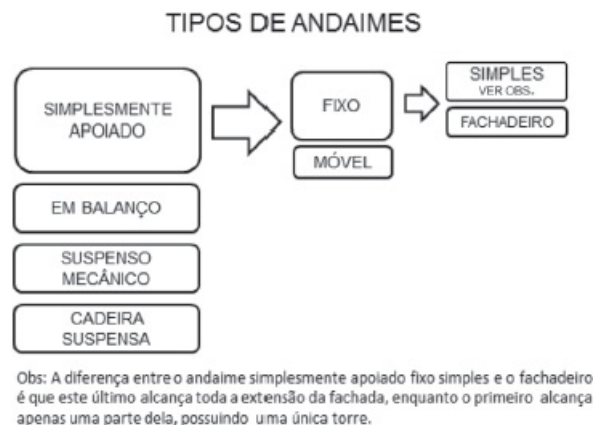 TIPOS DE ANDAIMES
SIMPLESMENTE
APOIADO
FIXO
MÓVEL
SIMPLES
VER OBS.
FACHADEIRO
EM BALANÇO
SUSPENSO
MECÂNICO
CADEIRA
SUSPENSA
Obs: A diferença entre o andaime simplesmente apoiado fixo simples e o fachadeiro
é que este último alcança toda a extensão da fachada, enquanto o primeiro alcança
apenas uma parte dela, possuindo uma única torre.